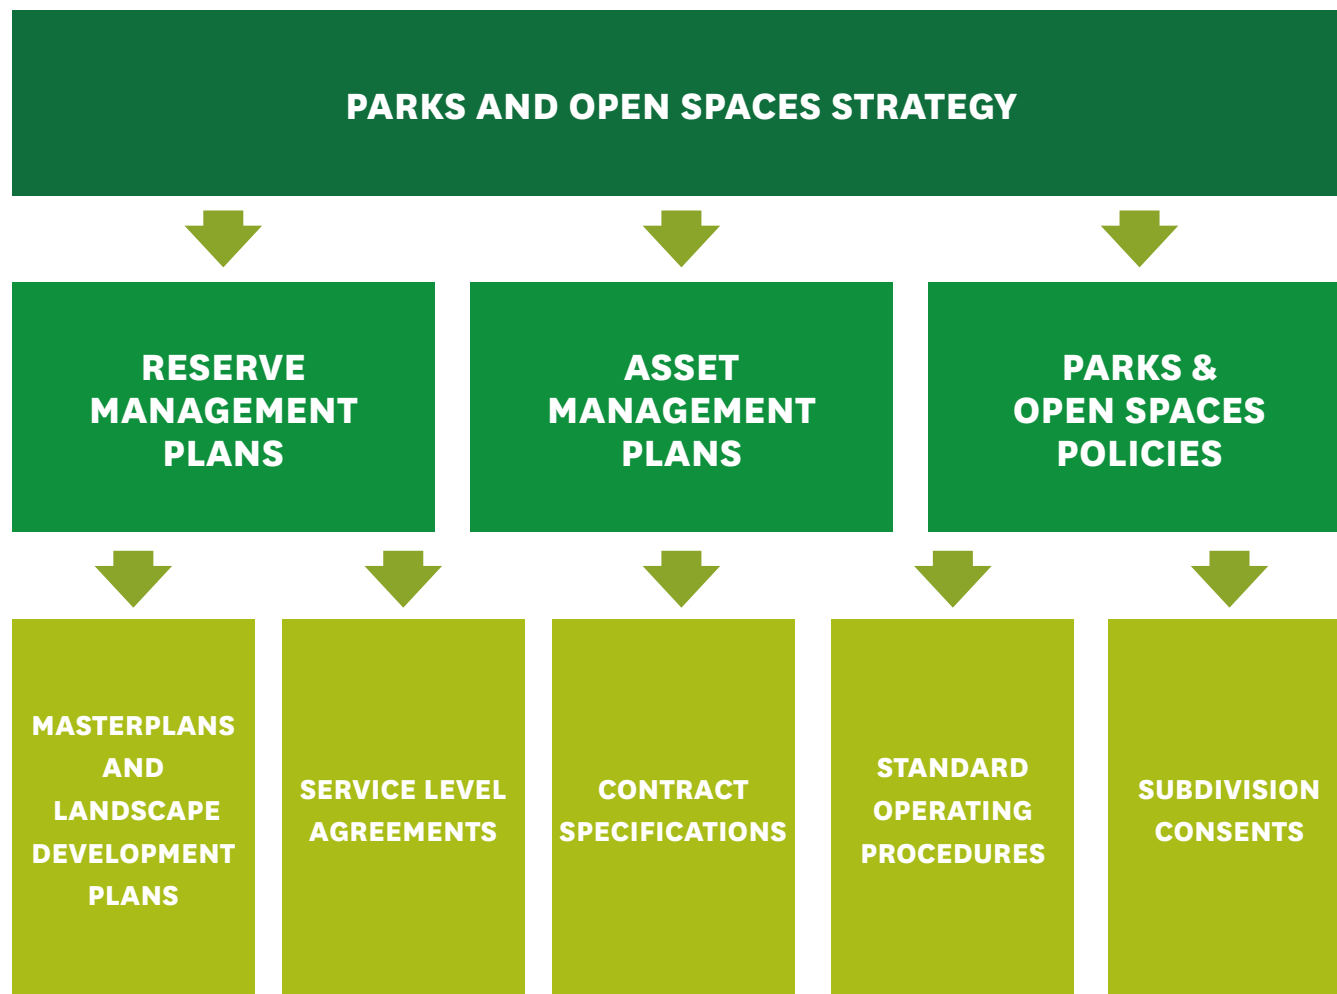 PARKS AND OPEN SPACES STRATEGY
RESERVE
MANAGEMENT
PLANS
ASSET
MANAGEMENT
PLANS
PARKS &
OPEN SPACES
POLICIES
MASTERPLANS
AND
LANDSCAPE
DEVELOPMENT
PLANS
SERVICE LEVEL
AGREEMENTS
CONTRACT
SPECIFICATIONS
STANDARD
OPERATING
PROCEDURES
SUBDIVISION
CONSENTS